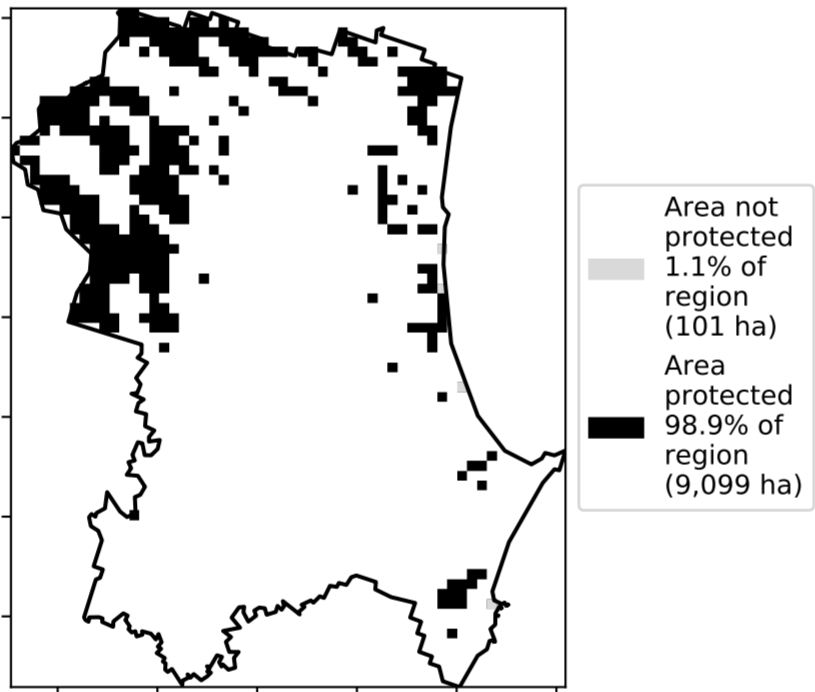 Area not
protected
1.1% of
region
(101 ha)
Area
protected
98.9% of
region
(9,099 ha)